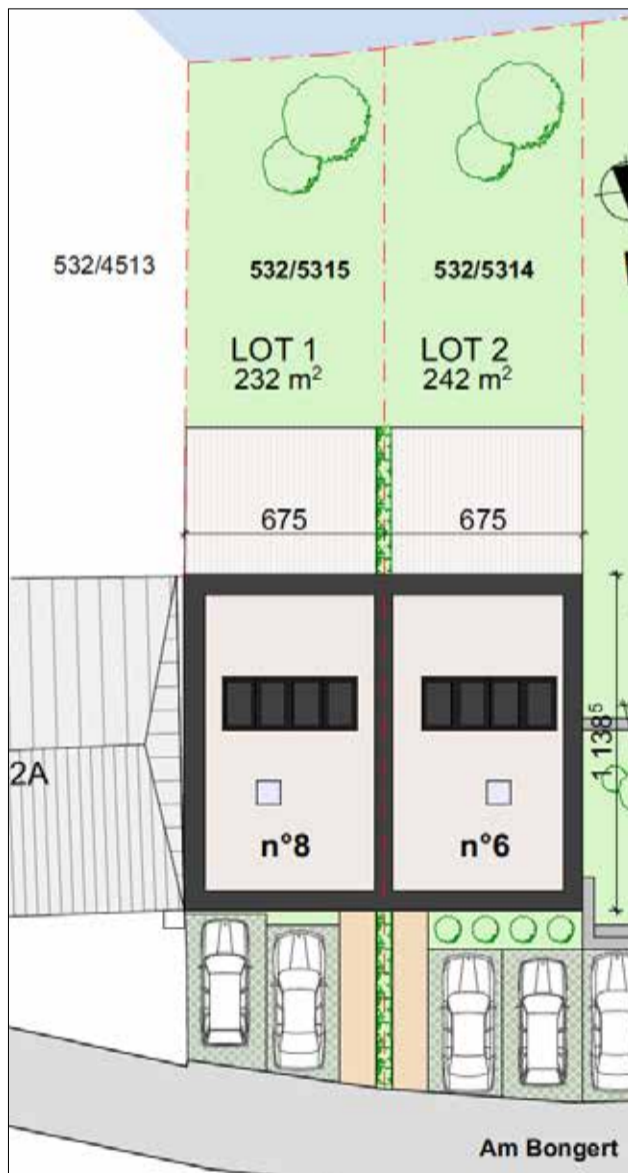 532/4513
532/5315
532/5314
LOT 1
232 m²
LOT 2
242 m²
675
675
1 138⁵
2A
n°8
n°6
Am Bongert